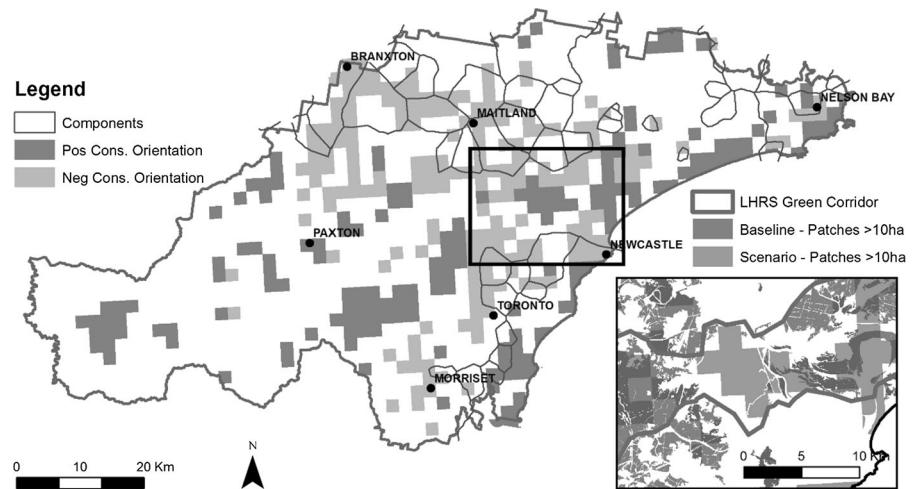 BRANXTON
Legend
Components
Pos Cons. Orientation
Neg Cons. Orientation
MAITLAND
NELSON BAY
LHRS Green Corridor
Baseline - Patches >10ha
Scenario - Patches >10ha
PAXTON
NEWCASTLE
TORONTO
MORRISET
N
0 10 20 Km
0 5 10 Km